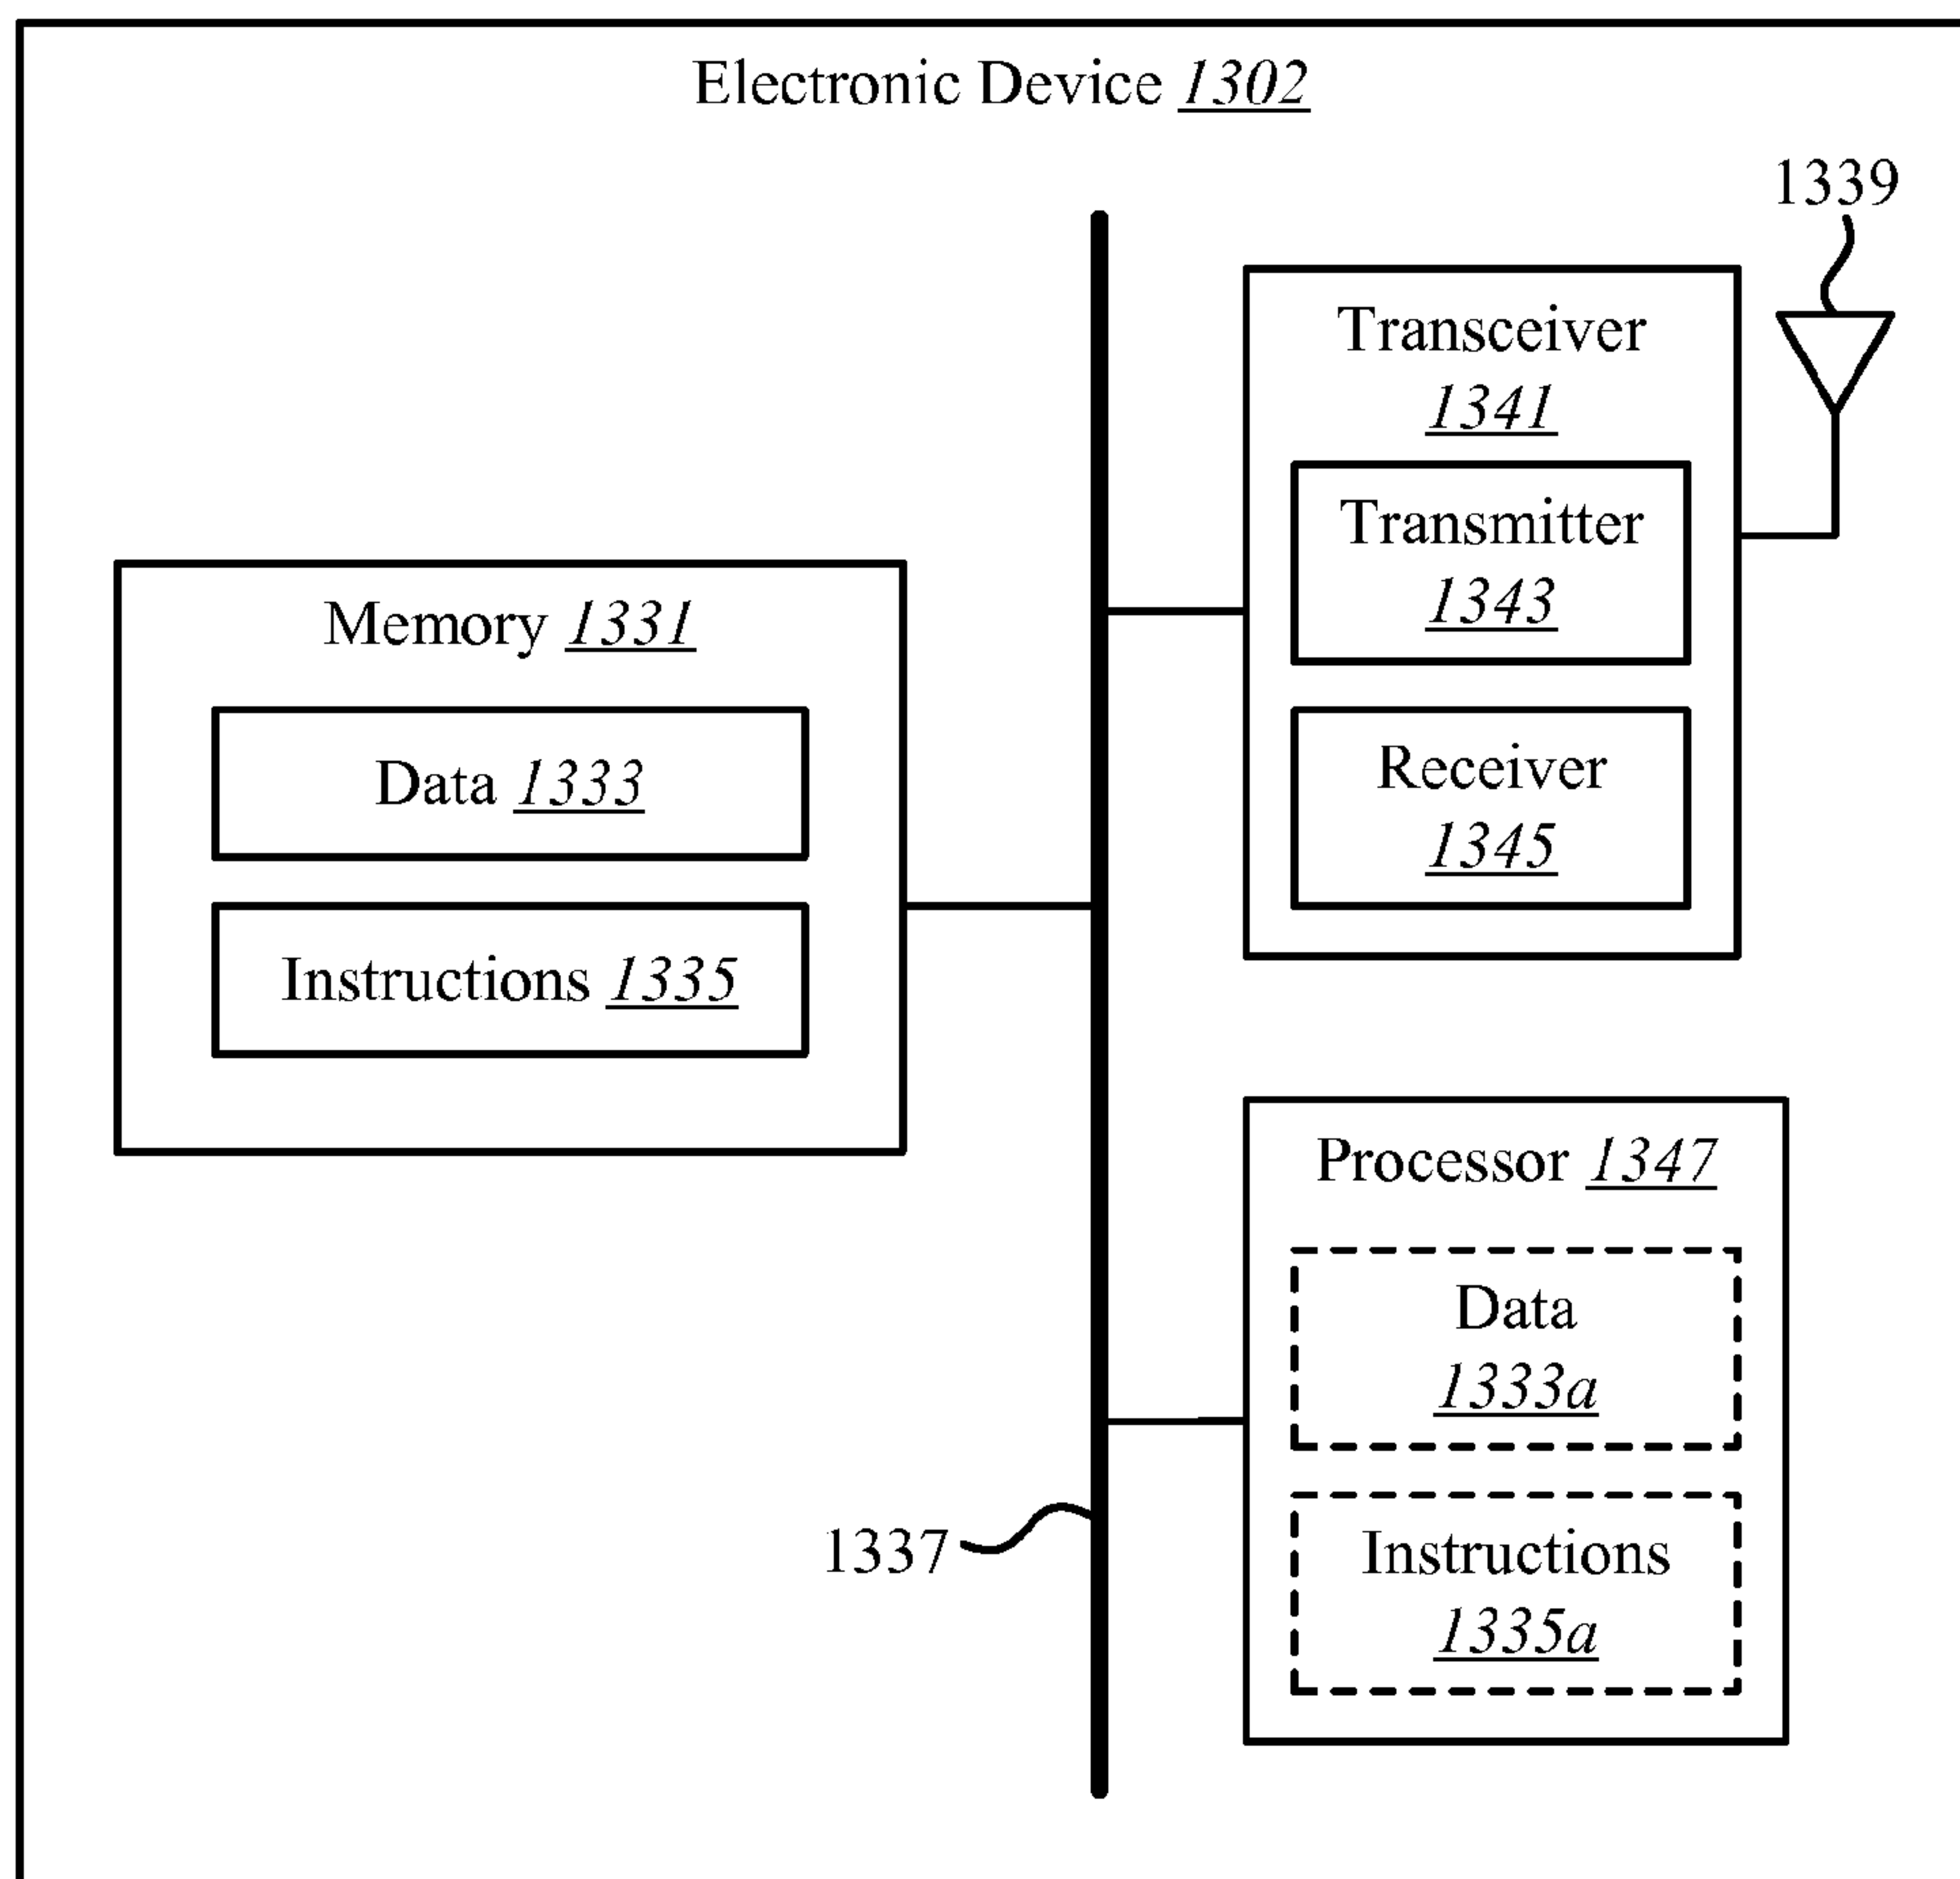 Electronic Device 1302
1339
Transceiver
1341
Transmitter
1343
Receiver
1345
Memory 1331
Data 1333
Instructions 1335
Processor 1347
Data
1333a
Instructions
1335a
1337